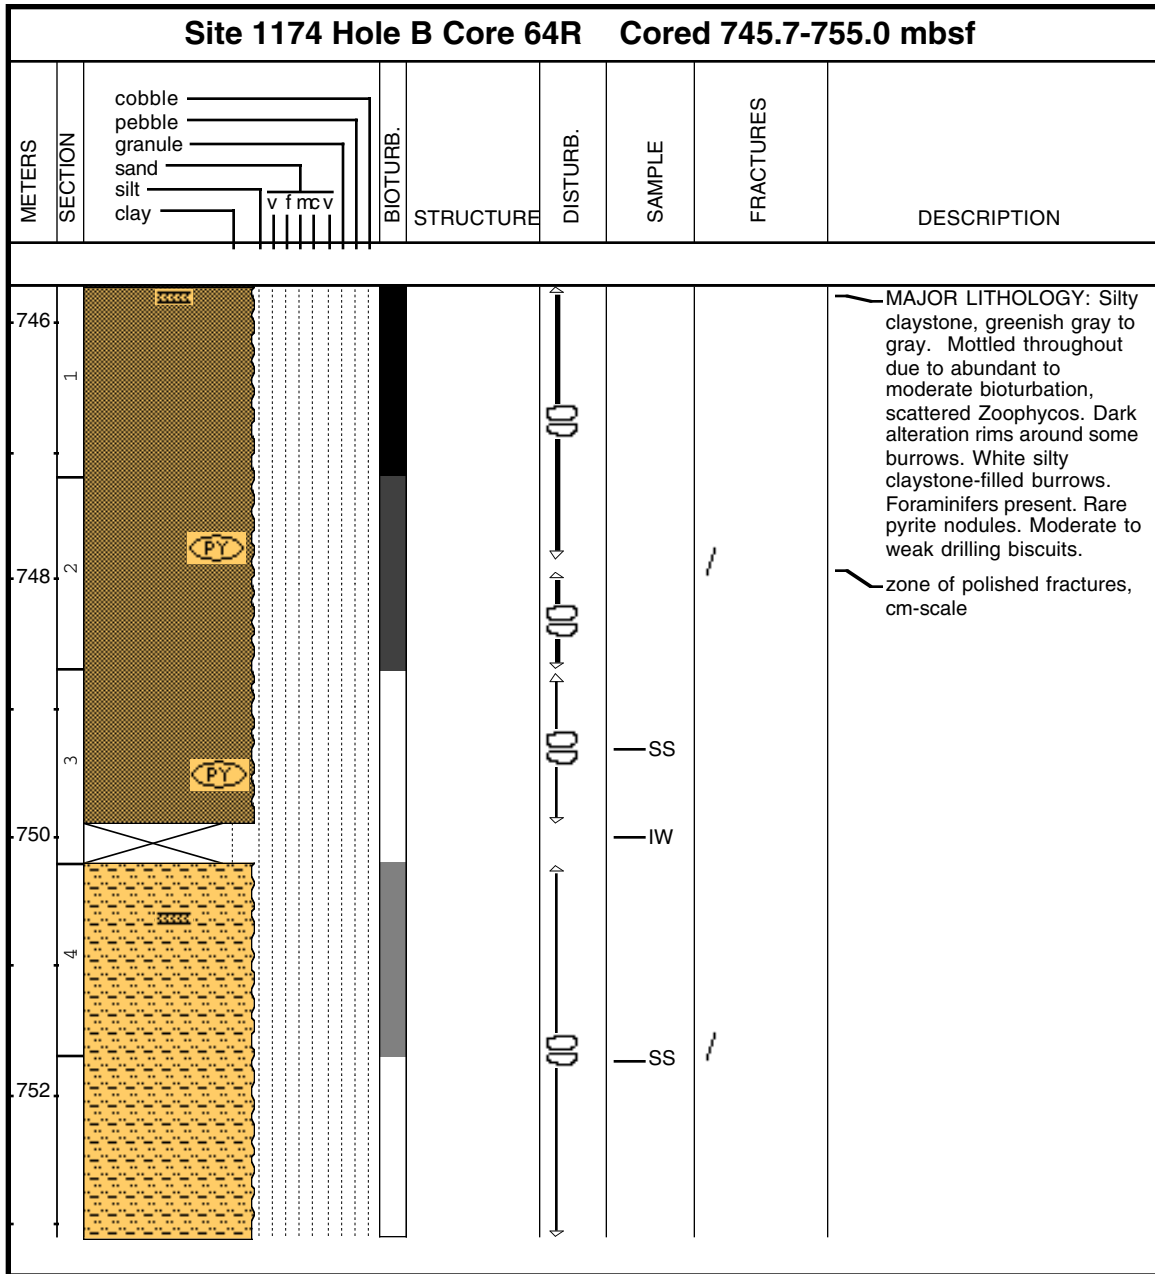 Site 1174 Hole B Core 64R Cored 745.7-755.0 mbsf
METERS
SECTION
cobble
pebble
granule
sand
silt
clay
v f m c v
BIOTURB.
STRUCTURE
DISTURB.
SAMPLE
FRACTURES
DESCRIPTION
746
748
750
752
1
2
3
4
PY
PY
SS
IW
SS
MAJOR LITHOLOGY: Silty
claystone, greenish gray to
gray. Mottled throughout
due to abundant to
moderate bioturbation,
scattered Zoophycos. Dark
alteration rims around some
burrows. White silty
claystone-filled burrows.
Foraminifers present. Rare
pyrite nodules. Moderate to
weak drilling biscuits.
zone of polished fractures,
cm-scale